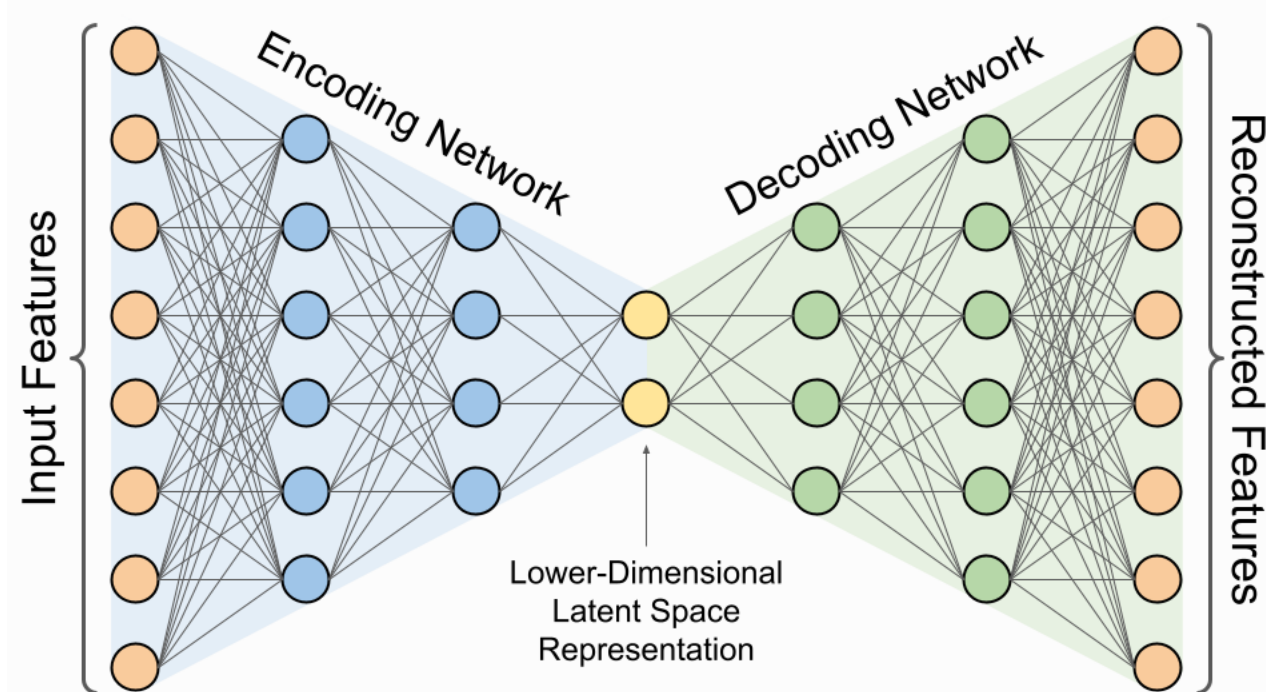 Input Features
Encoding Network
Lower-Dimensional
Latent Space
Representation
Decoding Network
Reconstructed Features